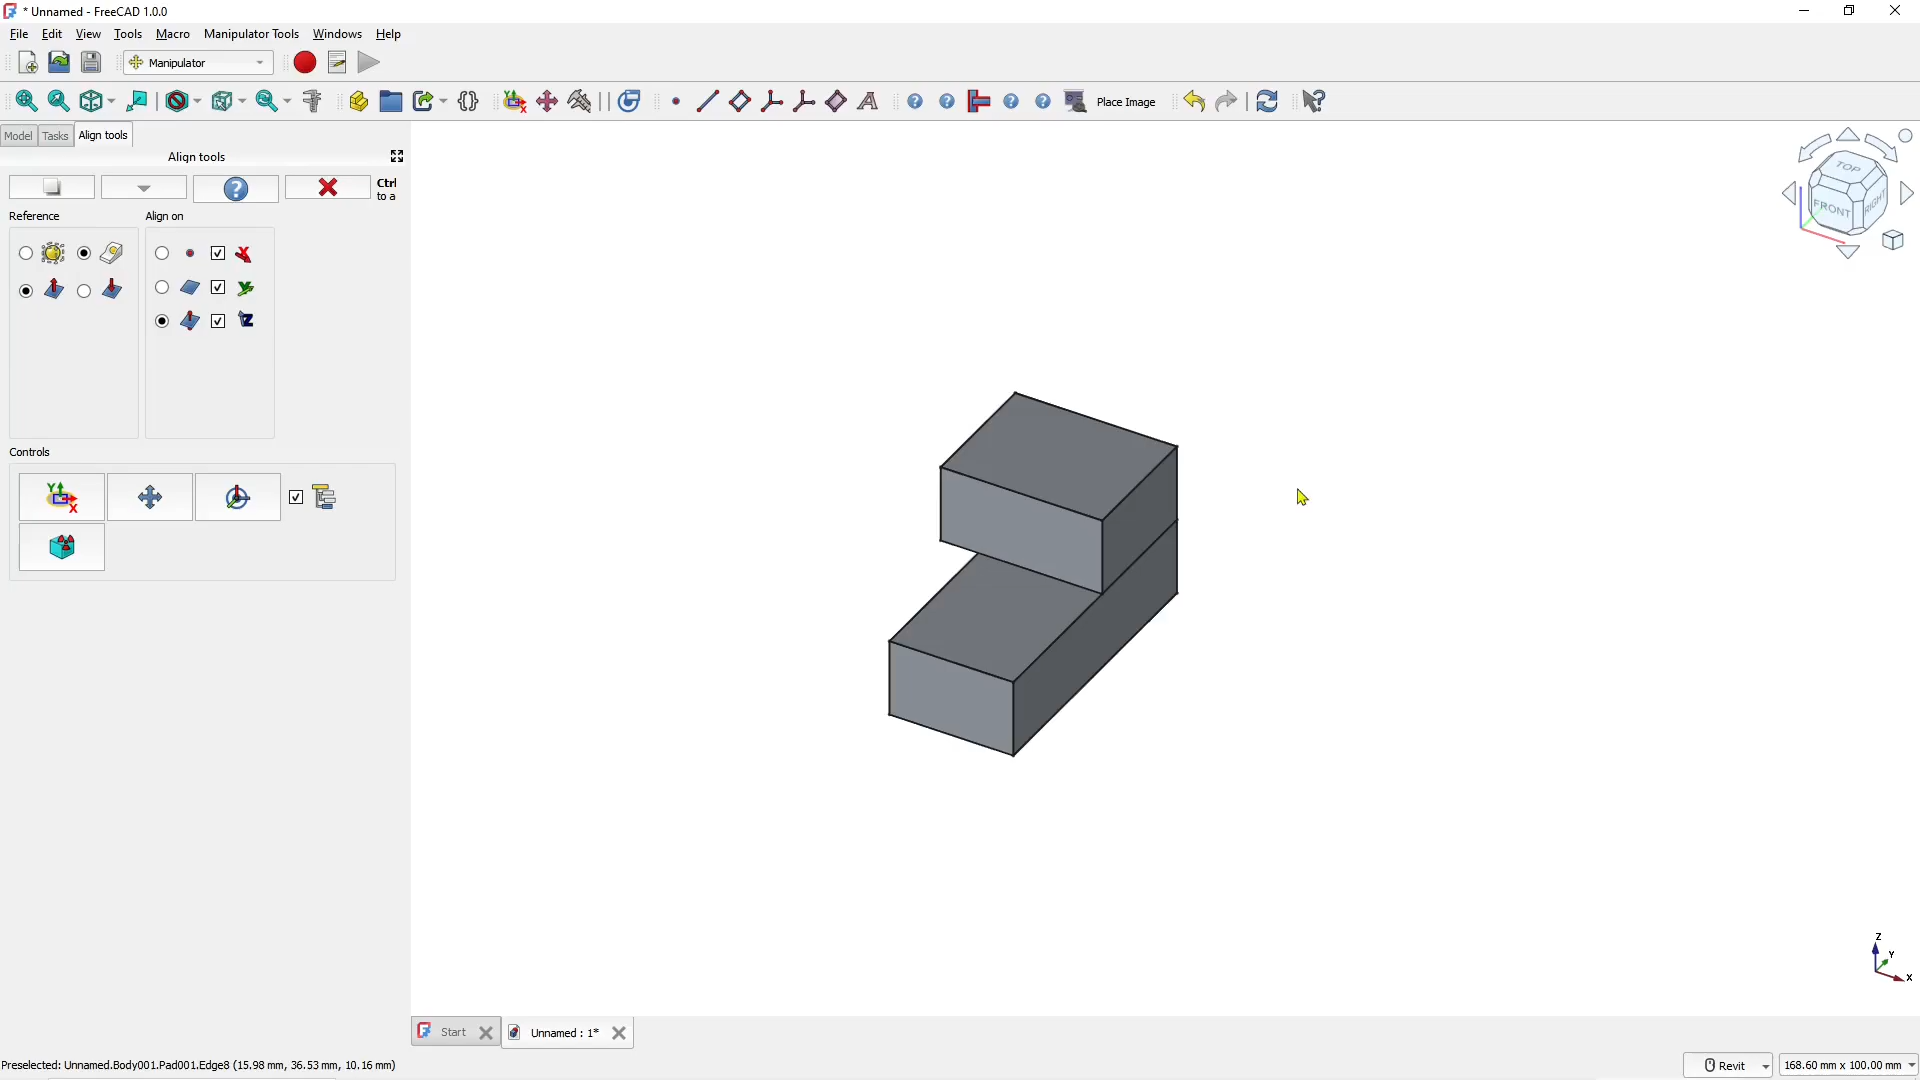 * Unnamed - FreeCAD 1.0.0
File Edit View Tools Macro Manipulator Tools Windows Help
Manipulator
Place Image
Model Tasks Align tools
Align tools
Ctrl
to a
Reference Align on
X
Y
Z
Controls
Y
X
TOP
FRONT RIGHT
Z
Y
X
Start Unnamed : 1*
Preselected: Unnamed.Body001.Pad001.Edge8 (15.98 mm, 36.53 mm, 10.16 mm)
Revit 168.60 mm x 100.00 mm